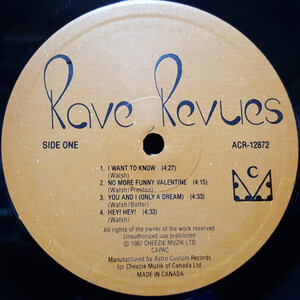 Rave Revues
SIDE ONE
ACR-12872
C
1. I WANT TO KNOW (4:27)
(Walsh)
2. NO MORE FUNNY VALENTINE (4:15)
(Walsh/Preston)
3. YOU AND I (ONLY A DREAM) (4:33)
(Walsh/Bolfer)
4. HEY! HEY! (4:33)
(Walsh)
All rights of the owner of the work reserved
Unauthorized use prohibited
© 1987 CHEEZIE MUZIK LTD.
CAPAC
Manufactured by Astro Custom Records
for Cheezie Muzik of Canada Ltd.
MADE IN CANADA